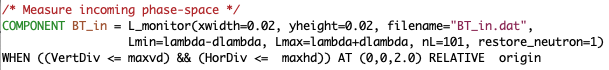 /* Measure incoming phase-space */
COMPONENT BT_in = L_monitor(xwidth=0.02, yheight=0.02, filename="BT_in.dat",
Lmin=lambda-dlambda, Lmax=lambda+dlambda, nL=101, restore_neutron=1)
WHEN ((VertDiv <= maxvd) && (HorDiv <=  maxhd)) AT (0,0,2.0) RELATIVE  origin